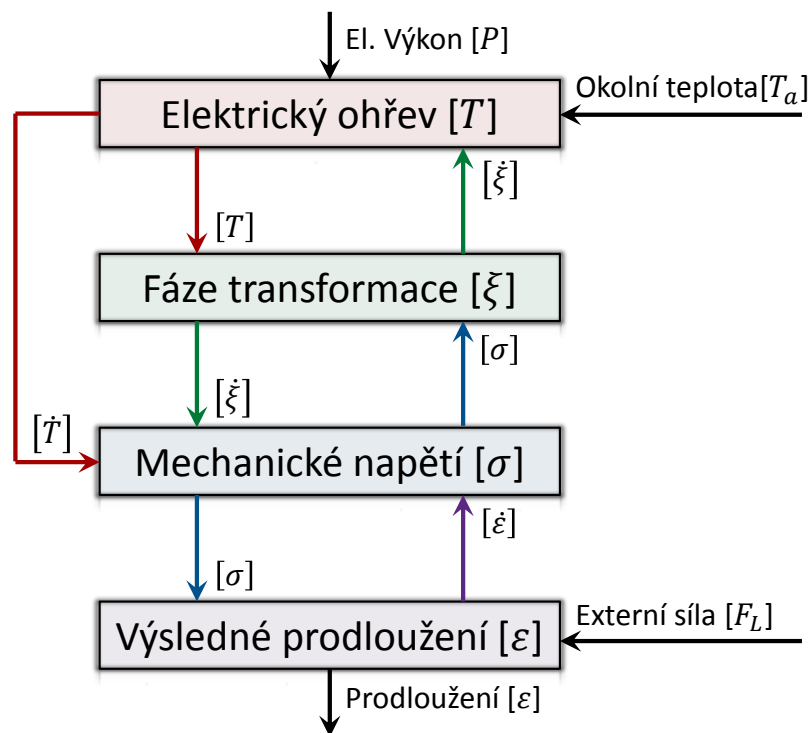 El. Výkon [P]
Okolní teplota[Tₐ]
Elektrický ohřev [T]
[ξ̇]
[T]
Fáze transformace [ξ]
[σ]
[ξ̇]
[Ṫ]
Mechanické napětí [σ]
[ε̇]
[σ]
Externí síla [F_L]
Výsledné prodloužení [ε]
Prodloužení [ε]